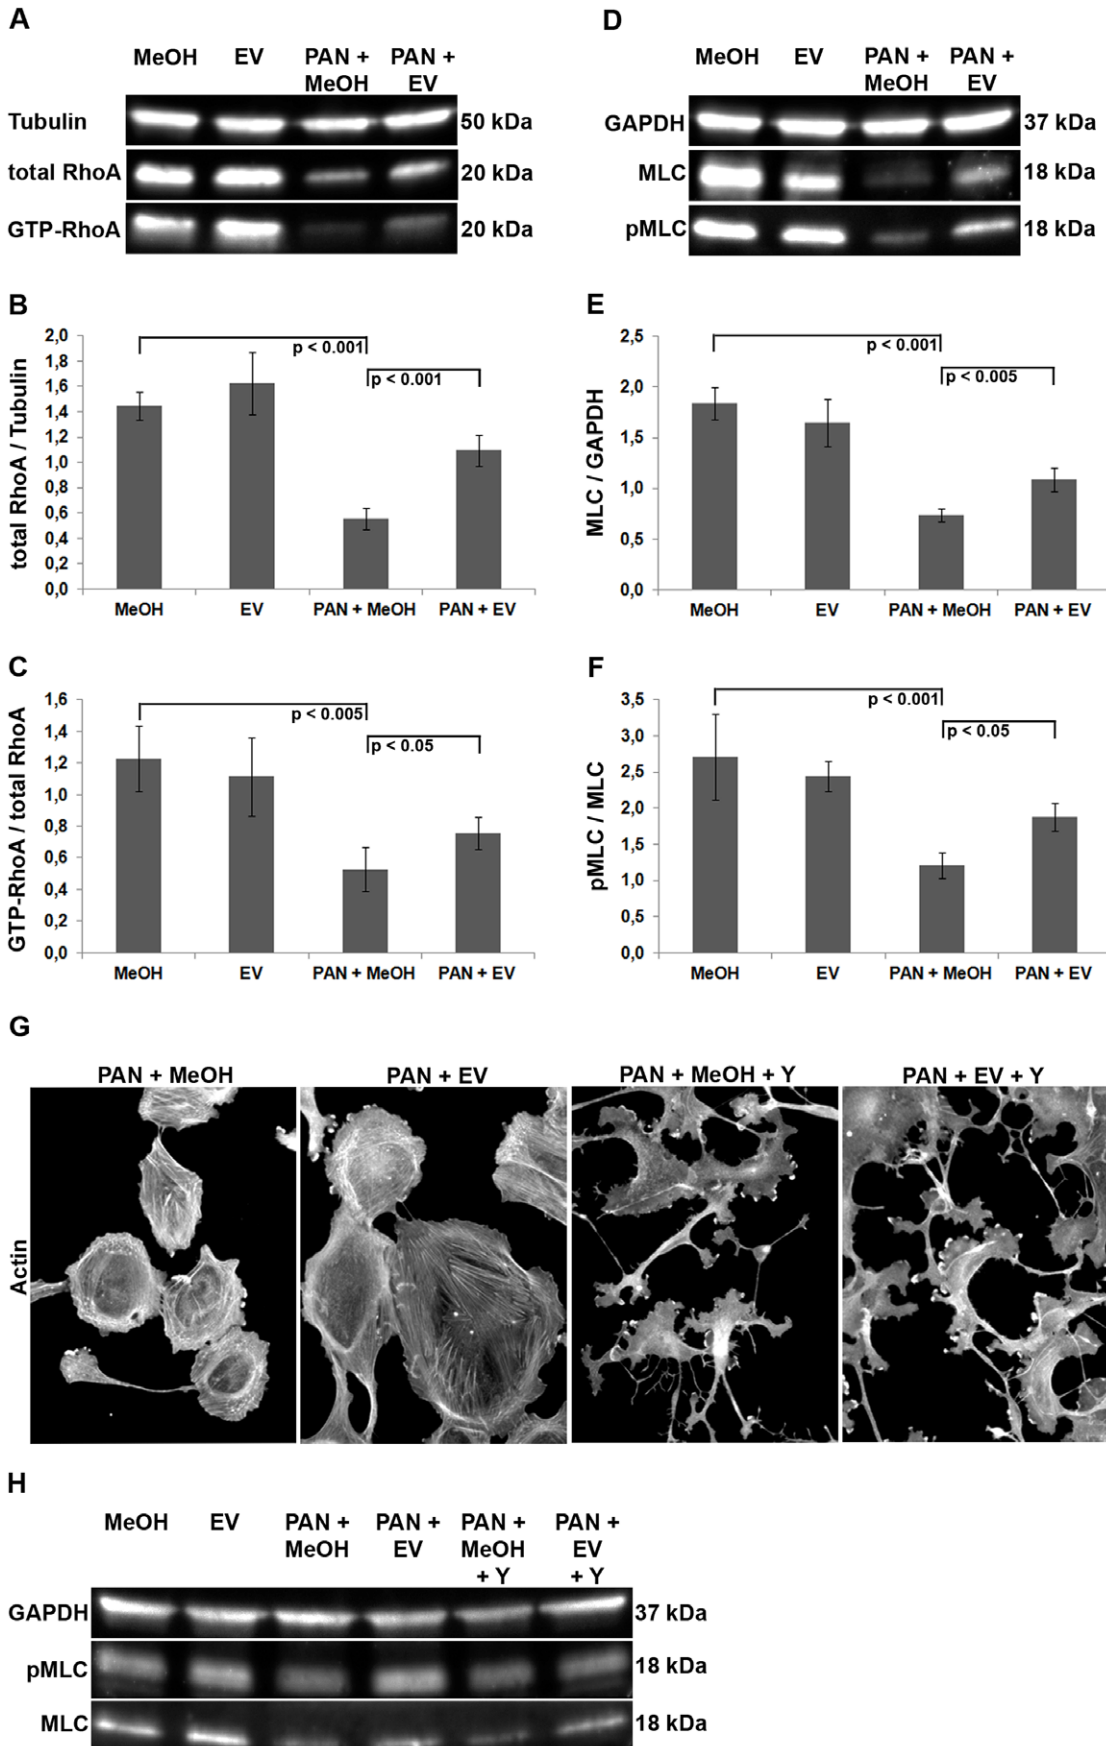 A
MeOH EV PAN + MeOH PAN + EV
Tubulin 50 kDa
total RhoA 20 kDa
GTP-RhoA 20 kDa
D
MeOH EV PAN + MeOH PAN + EV
GAPDH 37 kDa
MLC 18 kDa
pMLC 18 kDa
B
total RhoA / Tubulin
2,0
1,8
1,6
1,4
1,2
1,0
0,8
0,6
0,4
0,2
0,0
p < 0.001
p < 0.001
MeOH EV PAN + MeOH PAN + EV
E
MLC / GAPDH
2,5
2,0
1,5
1,0
0,5
0,0
p < 0.001
p < 0.005
MeOH EV PAN + MeOH PAN + EV
C
GTP-RhoA / total RhoA
1,6
1,4
1,2
1,0
0,8
0,6
0,4
0,2
0,0
p < 0.005
p < 0.05
MeOH EV PAN + MeOH PAN + EV
F
pMLC / MLC
3,5
3,0
2,5
2,0
1,5
1,0
0,5
0,0
p < 0.001
p < 0.05
MeOH EV PAN + MeOH PAN + EV
G
PAN + MeOH PAN + EV PAN + MeOH + Y PAN + EV + Y
Actin
H
MeOH EV PAN + MeOH PAN + EV PAN + MeOH + Y PAN + EV + Y
GAPDH 37 kDa
pMLC 18 kDa
MLC 18 kDa